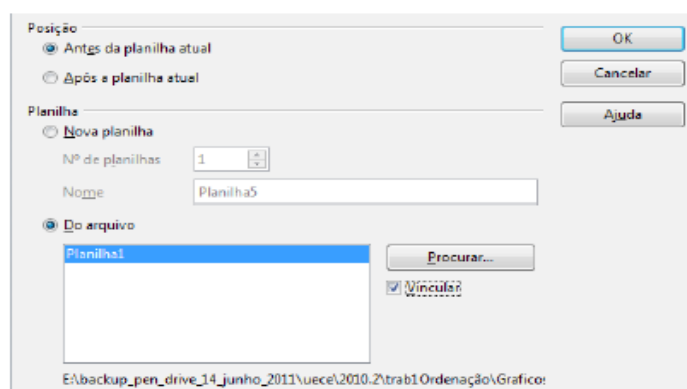 Posição
Antes da planilha atual
OK
Após a planilha atual
Cancelar
Planilha
Ajuda
Nova planilha
Nº de planilhas 1
Nome Planilha5
Do arquivo
Planilha1
Procurar...
Vincular
E:\backup_pen_drive_14_junho_2011\uece\2010.2\trab1Ordenação\Grafico